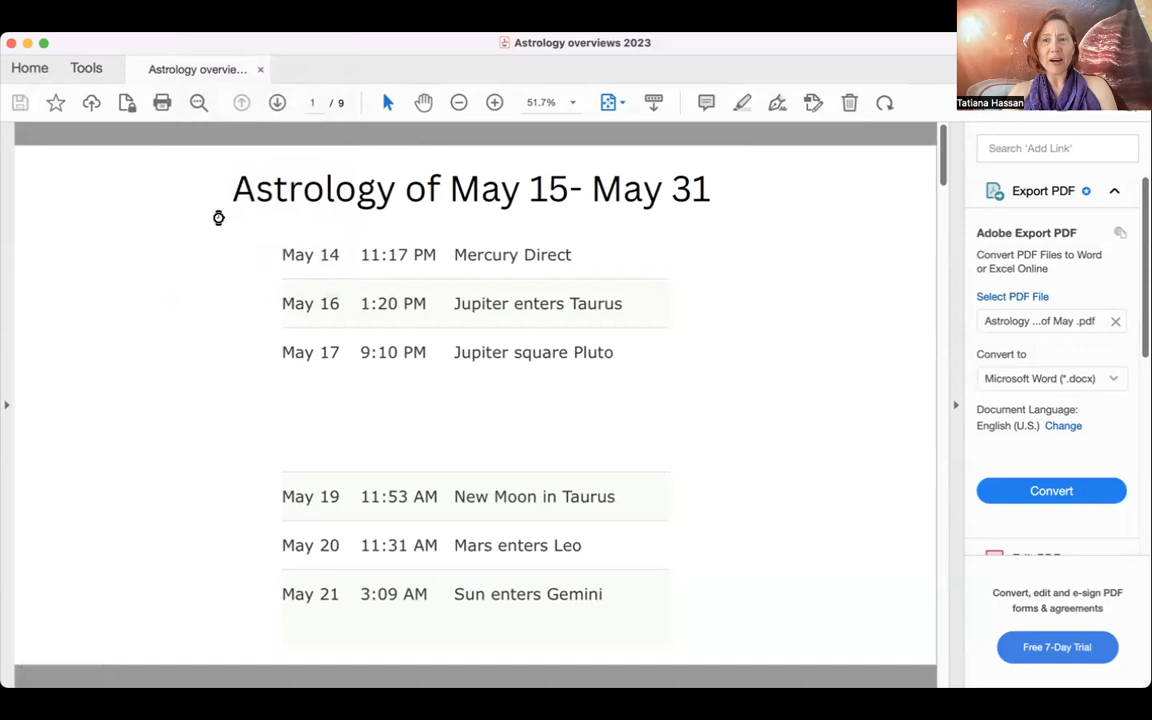 Astrology overviews 2023
Home Tools Astrology overvie... ×
1 / 9 51.7%
Tatiana Hassan
Astrology of May 15- May 31
May 14 11:17 PM Mercury Direct
May 16 1:20 PM Jupiter enters Taurus
May 17 9:10 PM Jupiter square Pluto
May 19 11:53 AM New Moon in Taurus
May 20 11:31 AM Mars enters Leo
May 21 3:09 AM Sun enters Gemini
Search 'Add Link'
Export PDF
Adobe Export PDF
Convert PDF Files to Word
or Excel Online
Select PDF File
Astrology ...of May .pdf
Convert to
Microsoft Word (*.docx)
Document Language:
English (U.S.) Change
Convert
Convert, edit and e-sign PDF
forms & agreements
Free 7-Day Trial